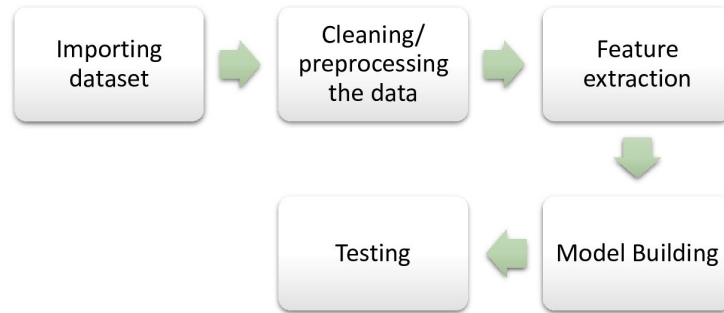 Importing
dataset
Cleaning/
preprocessing
the data
Feature
extraction
Model Building
Testing